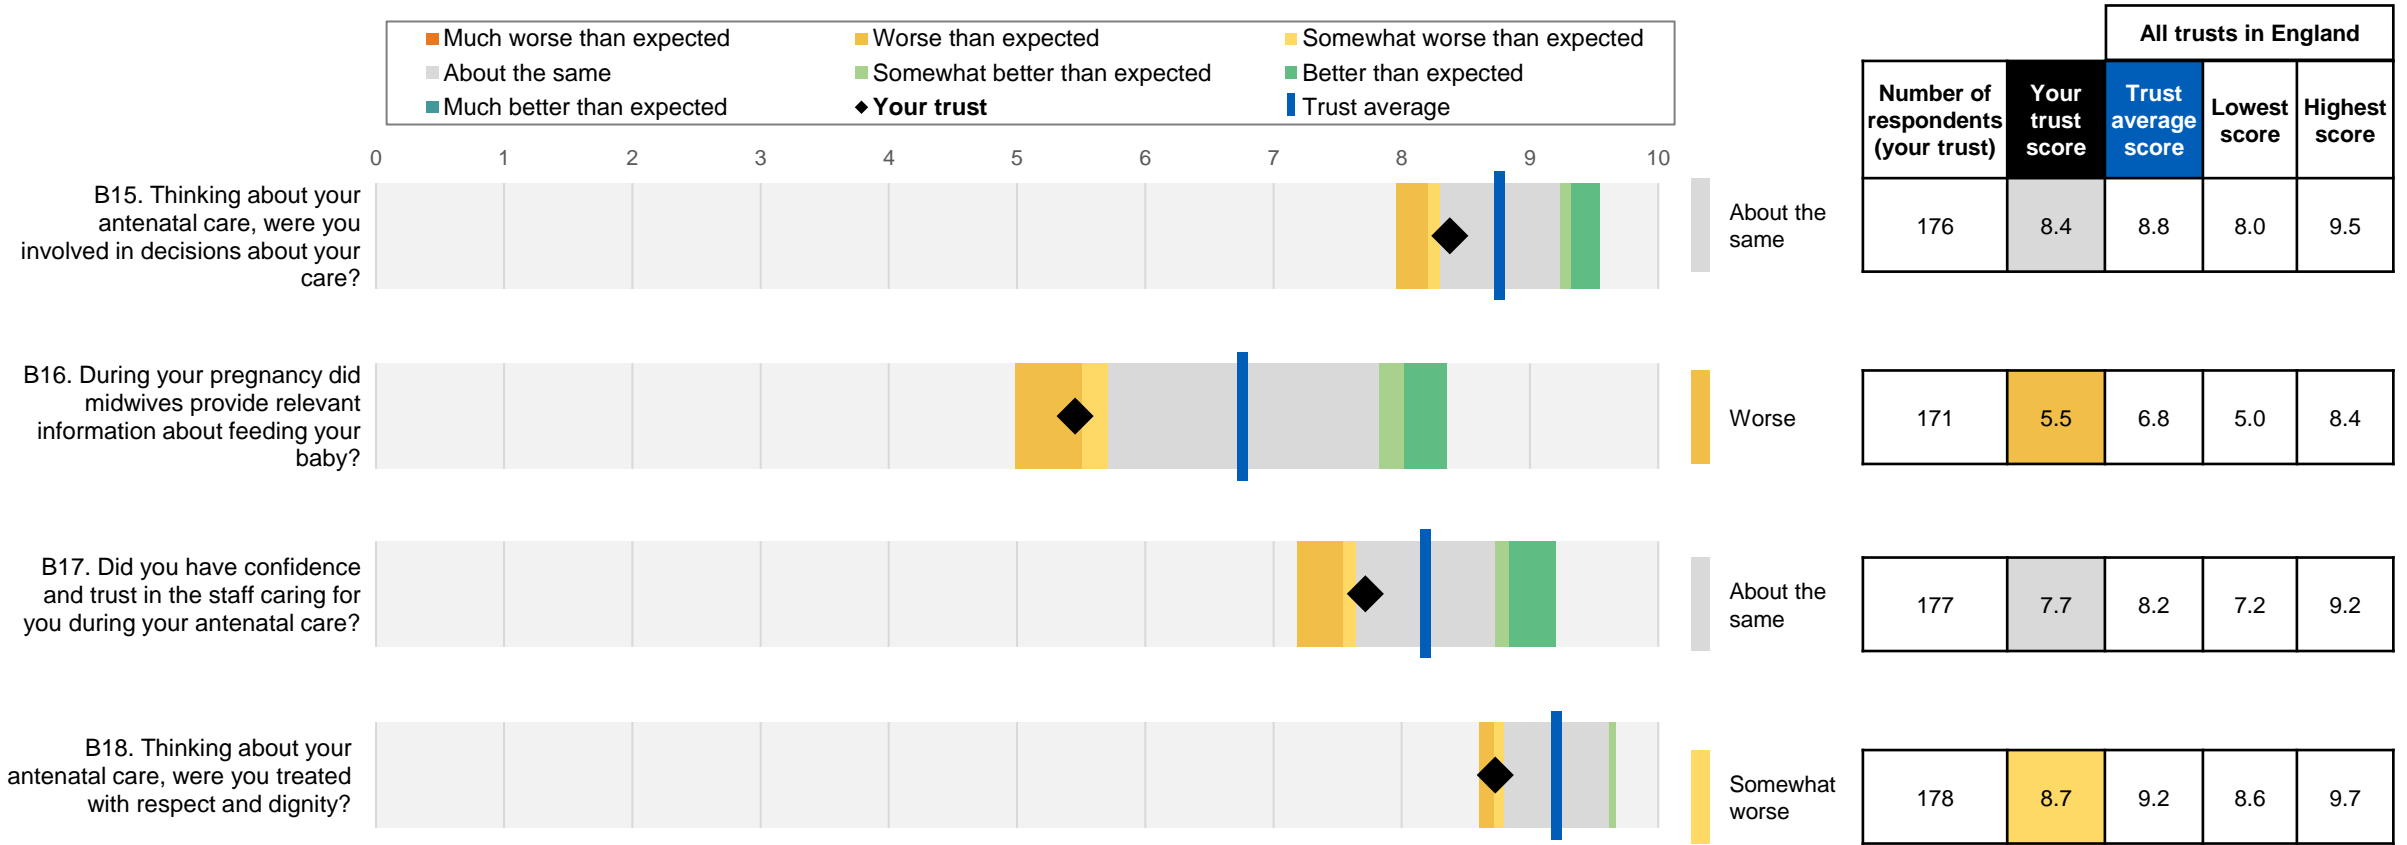 Much worse than expected
Worse than expected
Somewhat worse than expected
About the same
Somewhat better than expected
Better than expected
Much better than expected
Your trust
Trust average
All trusts in England
Number of
respondents
(your trust)
Your
trust
score
Trust
average
score
Lowest
score
Highest
score
0 1 2 3 4 5 6 7 8 9 10
B15. Thinking about your
antenatal care, were you
involved in decisions about your
care?
About the
same
176 8.4 8.8 8.0 9.5
B16. During your pregnancy did
midwives provide relevant
information about feeding your
baby?
Worse
171 5.5 6.8 5.0 8.4
B17. Did you have confidence
and trust in the staff caring for
you during your antenatal care?
About the
same
177 7.7 8.2 7.2 9.2
B18. Thinking about your
antenatal care, were you treated
with respect and dignity?
Somewhat
worse
178 8.7 9.2 8.6 9.7